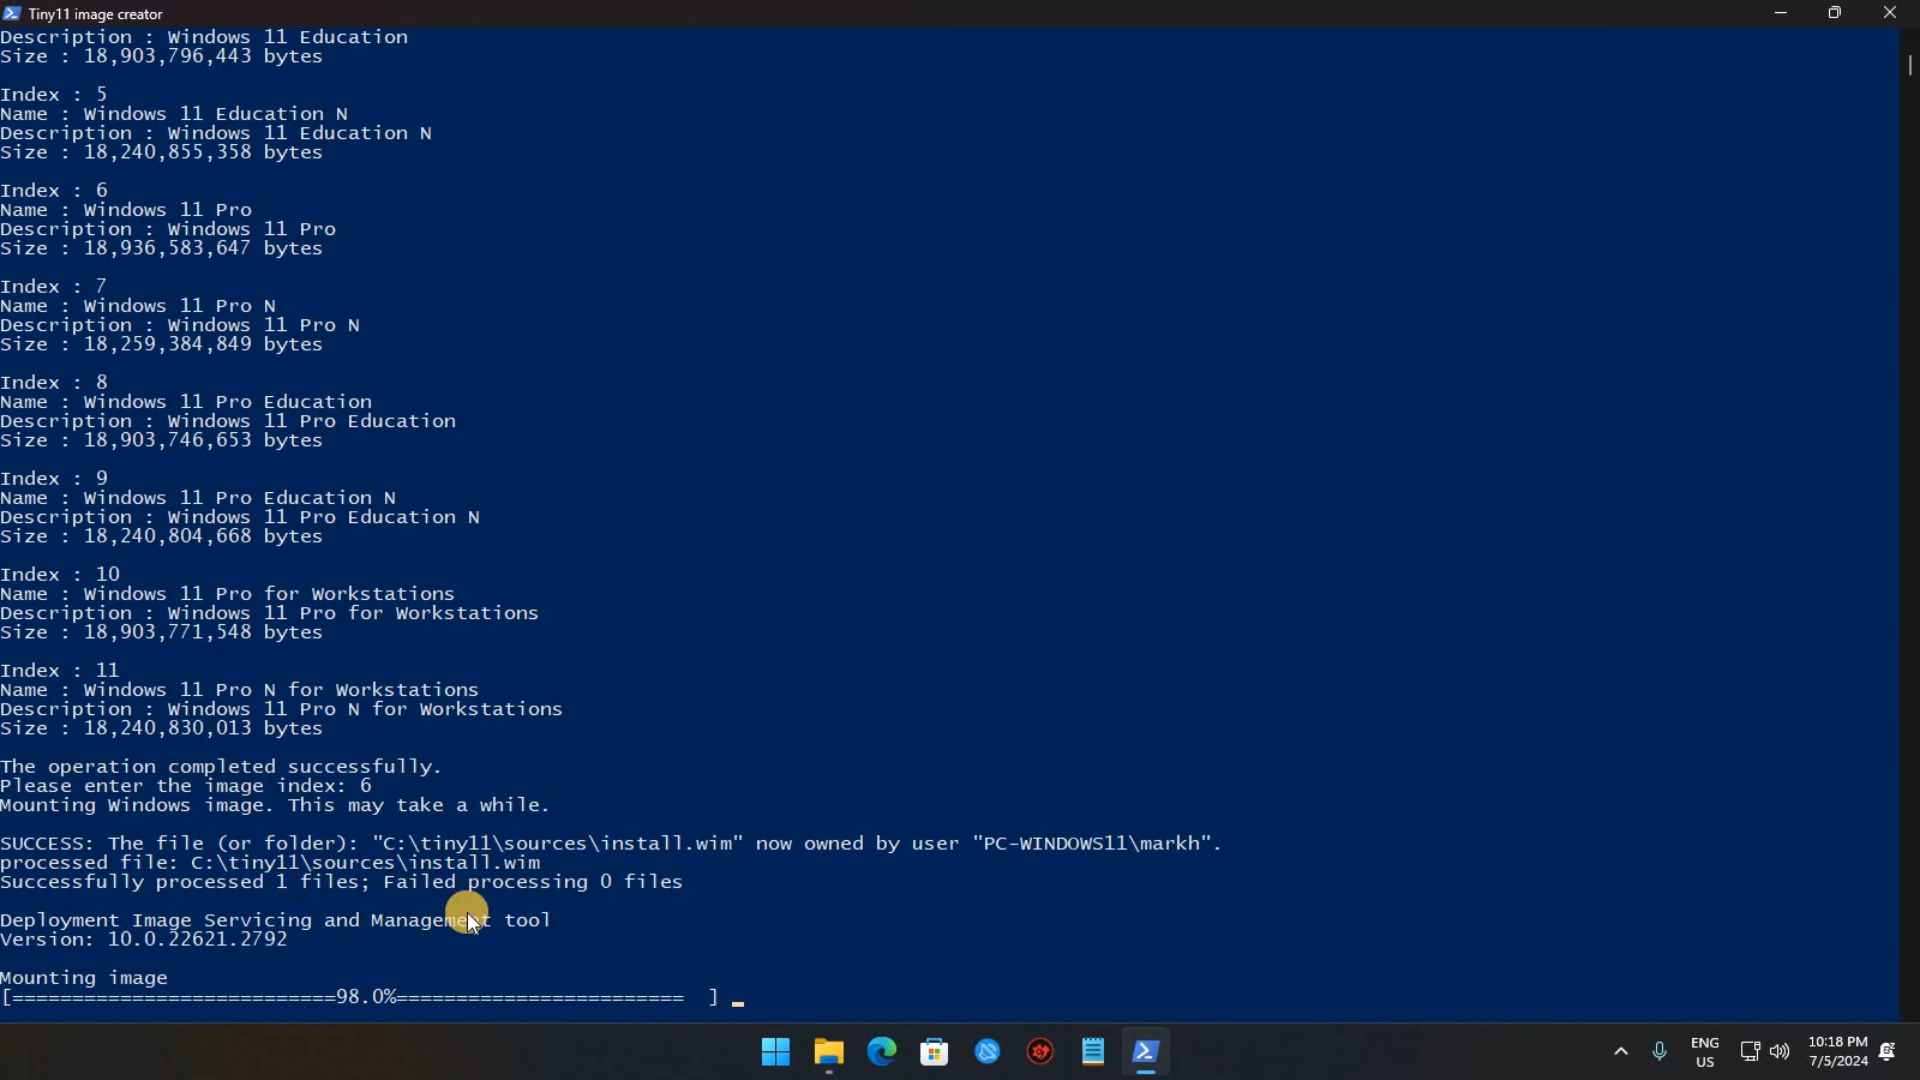 Tiny11 image creator
Description : Windows 11 Education
Size : 18,903,796,443 bytes
Index : 5
Name : Windows 11 Education N
Description : Windows 11 Education N
Size : 18,240,855,358 bytes
Index : 6
Name : Windows 11 Pro
Description : Windows 11 Pro
Size : 18,936,583,647 bytes
Index : 7
Name : Windows 11 Pro N
Description : Windows 11 Pro N
Size : 18,259,384,849 bytes
Index : 8
Name : Windows 11 Pro Education
Description : Windows 11 Pro Education
Size : 18,903,746,653 bytes
Index : 9
Name : Windows 11 Pro Education N
Description : Windows 11 Pro Education N
Size : 18,240,804,668 bytes
Index : 10
Name : Windows 11 Pro for Workstations
Description : Windows 11 Pro for Workstations
Size : 18,903,771,548 bytes
Index : 11
Name : Windows 11 Pro N for Workstations
Description : Windows 11 Pro N for Workstations
Size : 18,240,830,013 bytes
The operation completed successfully.
Please enter the image index: 6
Mounting Windows image. This may take a while.
SUCCESS: The file (or folder): "C:\tiny11\sources\install.wim" now owned by user "PC-WINDOWS11\markh".
processed file: C:\tiny11\sources\install.wim
Successfully processed 1 files; Failed processing 0 files
Deployment Image Servicing and Management tool
Version: 10.0.22621.2792
Mounting image
[===========================98.0%======================== ] _
ENG
US
10:18 PM
7/5/2024